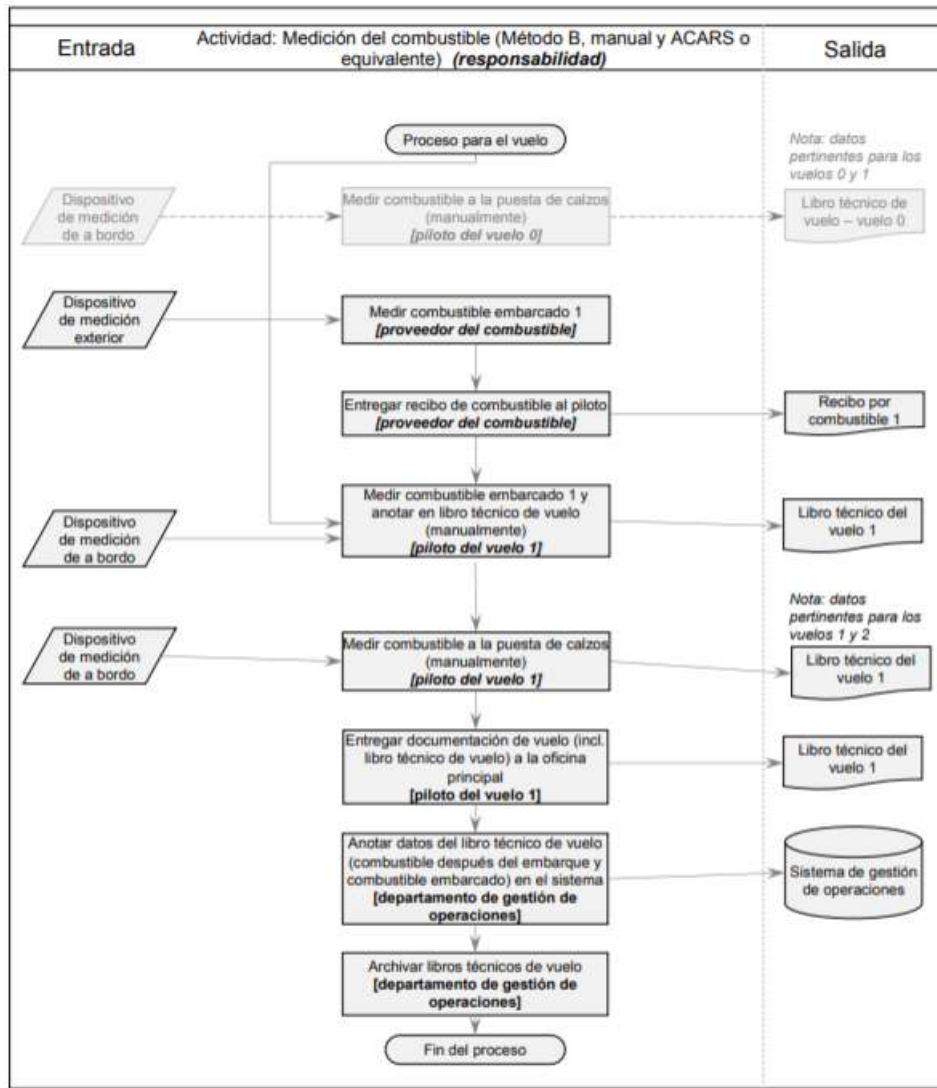 Entrada
Actividad: Medición del combustible (Método B, manual y ACARS o
equivalente) (responsabilidad)
Salida
Proceso para el vuelo
Nota: datos
pertinentes para los
vuelos 0 y 1
Dispositivo
de medición
de a bordo
Medir combustible a la puesta de calzos
(manualmente)
[piloto del vuelo 0]
Libro técnico de
vuelo – vuelo 0
Dispositivo
de medición
exterior
Medir combustible embarcado 1
[proveedor del combustible]
Entregar recibo de combustible al piloto
[proveedor del combustible]
Recibo por
combustible 1
Dispositivo
de medición
de a bordo
Medir combustible embarcado 1 y
anotar en libro técnico de vuelo
(manualmente)
[piloto del vuelo 1]
Libro técnico del
vuelo 1
Nota: datos
pertinentes para los
vuelos 1 y 2
Dispositivo
de medición
de a bordo
Medir combustible a la puesta de calzos
(manualmente)
[piloto del vuelo 1]
Libro técnico del
vuelo 1
Entregar documentación de vuelo (incl.
libro técnico de vuelo) a la oficina
principal
[piloto del vuelo 1]
Libro técnico del
vuelo 1
Anotar datos del libro técnico de vuelo
(combustible después del embarque y
combustible embarcado) en el sistema
[departamento de gestión de
operaciones]
Sistema de gestión
de operaciones
Archivar libros técnicos de vuelo
[departamento de gestión de
operaciones]
Fin del proceso